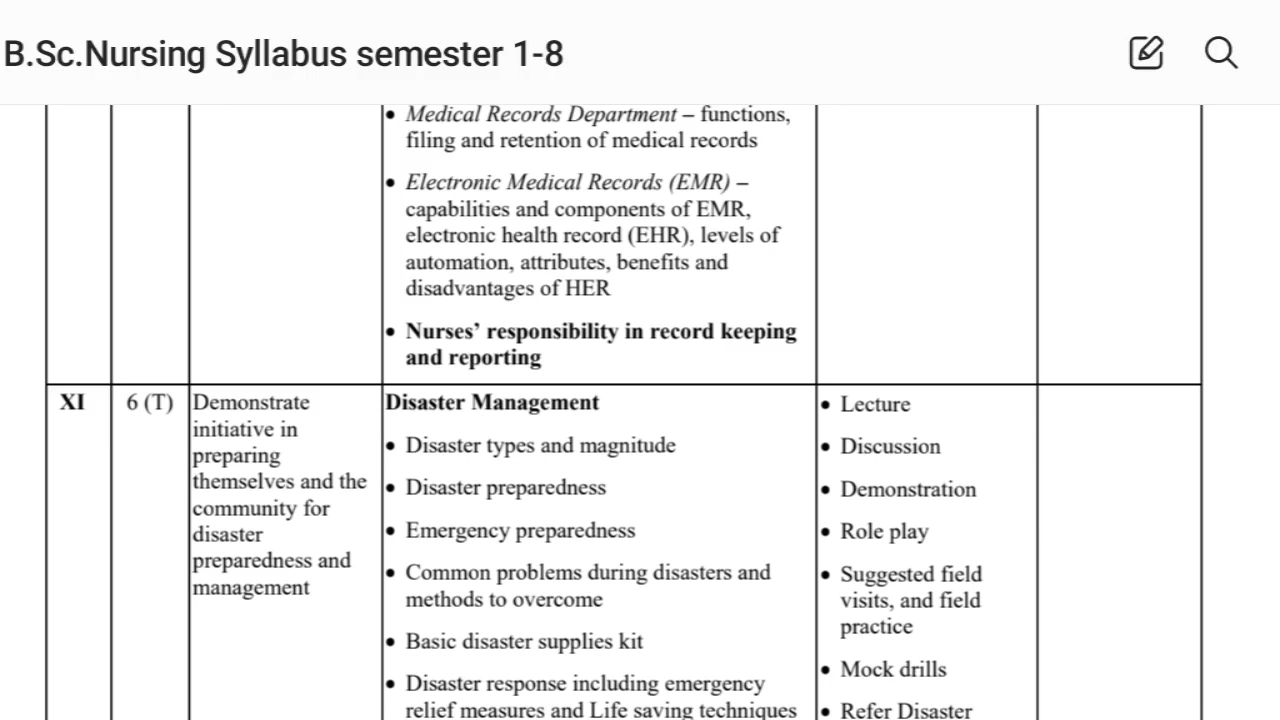 B.Sc.Nursing Syllabus semester 1-8
• Medical Records Department – functions,
filing and retention of medical records
• Electronic Medical Records (EMR) –
capabilities and components of EMR,
electronic health record (EHR), levels of
automation, attributes, benefits and
disadvantages of HER
• Nurses’ responsibility in record keeping
and reporting
XI
6 (T)
Demonstrate
initiative in
preparing
themselves and the
community for
disaster
preparedness and
management
Disaster Management
• Disaster types and magnitude
• Disaster preparedness
• Emergency preparedness
• Common problems during disasters and
methods to overcome
• Basic disaster supplies kit
• Disaster response including emergency
relief measures and Life saving techniques
• Lecture
• Discussion
• Demonstration
• Role play
• Suggested field
visits, and field
practice
• Mock drills
• Refer Disaster